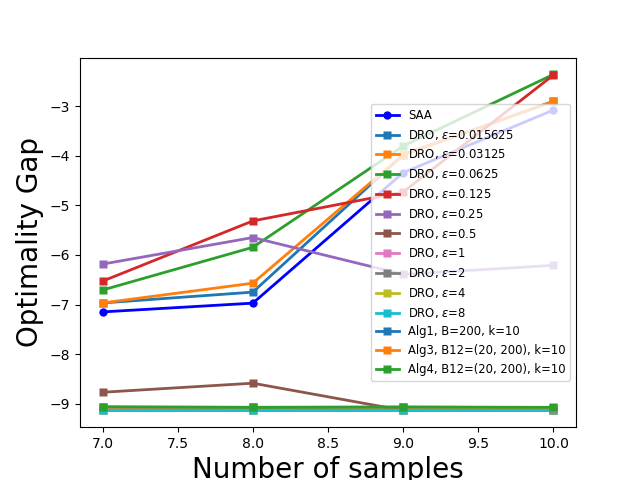 Optimality Gap
−3
−4
−5
−6
−7
−8
−9
SAA
DRO, ε=0.015625
DRO, ε=0.03125
DRO, ε=0.0625
DRO, ε=0.125
DRO, ε=0.25
DRO, ε=0.5
DRO, ε=1
DRO, ε=2
DRO, ε=4
DRO, ε=8
Alg1, B=200, k=10
Alg3, B12=(20, 200), k=10
Alg4, B12=(20, 200), k=10
7.0 7.5 8.0 8.5 9.0 9.5 10.0
Number of samples